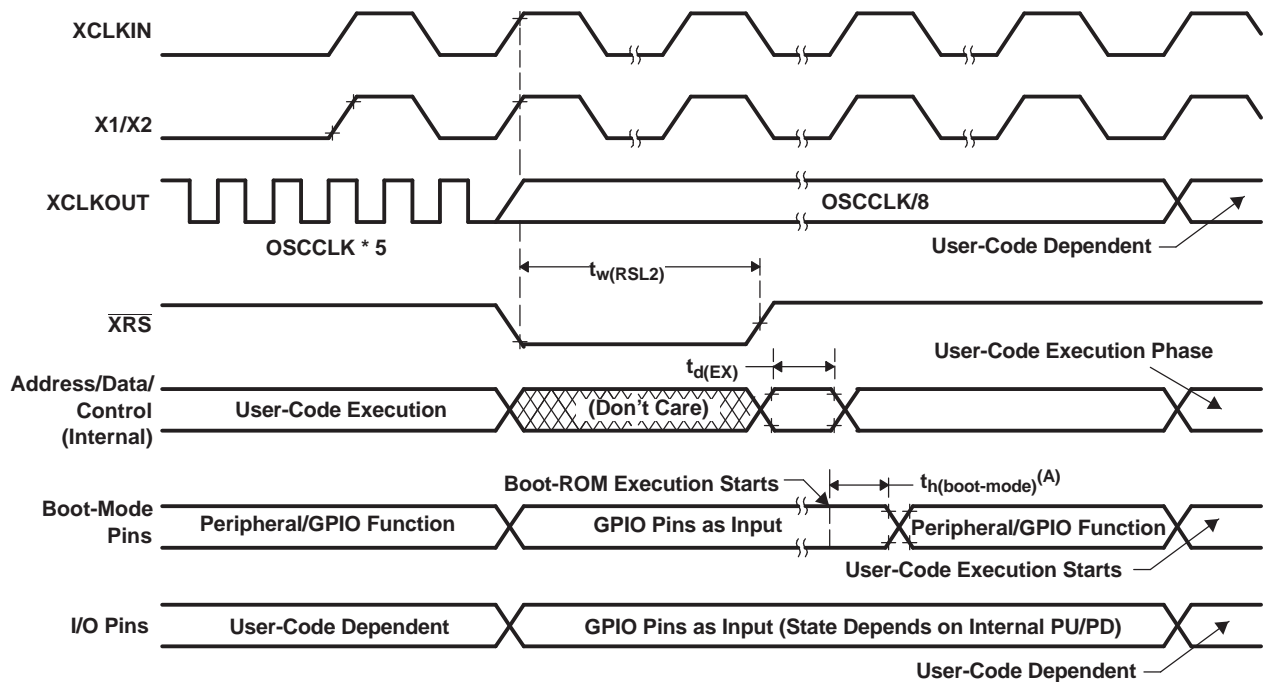 XCLKIN
X1/X2
XCLKOUT
OSCCLK/8
OSCCLK * 5
User-Code Dependent
tw(RSL2)
XRS
User-Code Execution Phase
td(EX)
Address/Data/
Control
(Internal)
User-Code Execution
(Don't Care)
Boot-ROM Execution Starts
th(boot-mode)(A)
Boot-Mode
Pins
Peripheral/GPIO Function
GPIO Pins as Input
Peripheral/GPIO Function
User-Code Execution Starts
I/O Pins
User-Code Dependent
GPIO Pins as Input (State Depends on Internal PU/PD)
User-Code Dependent